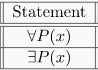 Statement
∀P(x)
∃P(x)